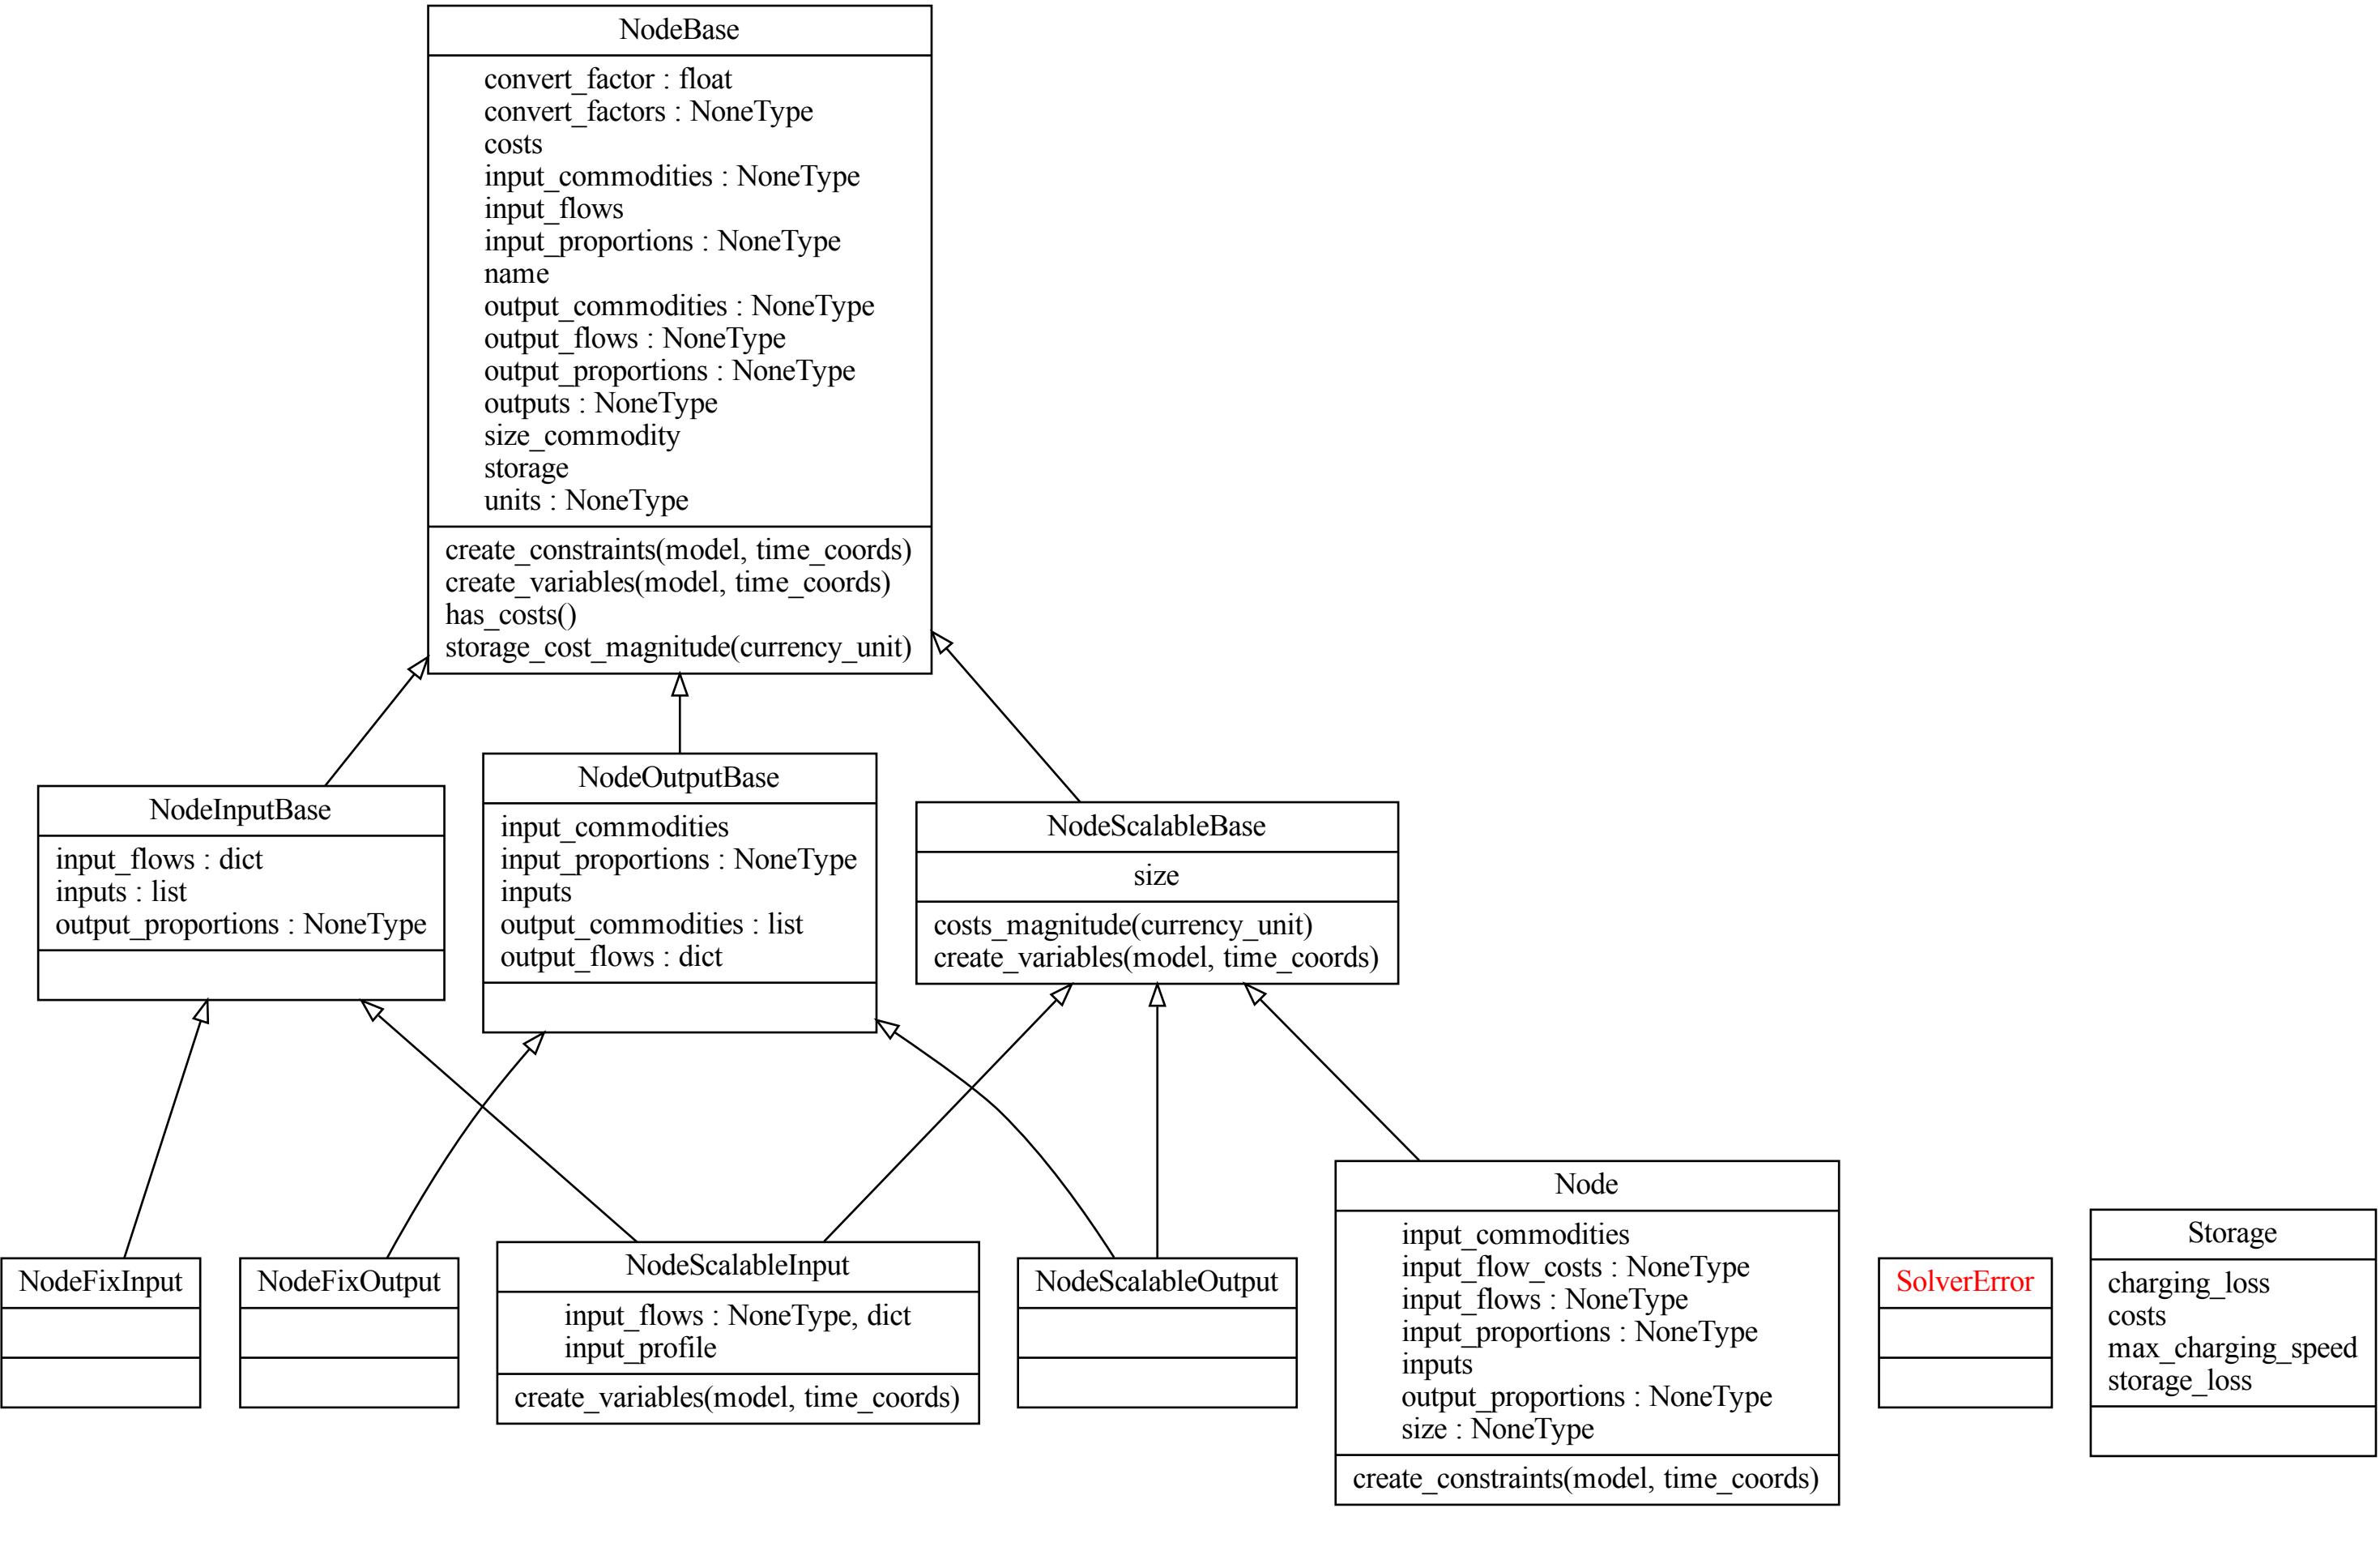 NodeBase
convert_factor : float
convert_factors : NoneType
costs
input_commodities : NoneType
input_flows
input_proportions : NoneType
name
output_commodities : NoneType
output_flows : NoneType
output_proportions : NoneType
outputs : NoneType
size_commodity
storage
units : NoneType
create_constraints(model, time_coords)
create_variables(model, time_coords)
has_costs()
storage_cost_magnitude(currency_unit)
NodeInputBase
input_flows : dict
inputs : list
output_proportions : NoneType
NodeOutputBase
input_commodities
input_proportions : NoneType
inputs
output_commodities : list
output_flows : dict
NodeScalableBase
size
costs_magnitude(currency_unit)
create_variables(model, time_coords)
NodeFixInput
NodeFixOutput
NodeScalableInput
input_flows : NoneType, dict
input_profile
create_variables(model, time_coords)
NodeScalableOutput
Node
input_commodities
input_flow_costs : NoneType
input_flows : NoneType
input_proportions : NoneType
inputs
output_proportions : NoneType
size : NoneType
create_constraints(model, time_coords)
SolverError
Storage
charging_loss
costs
max_charging_speed
storage_loss